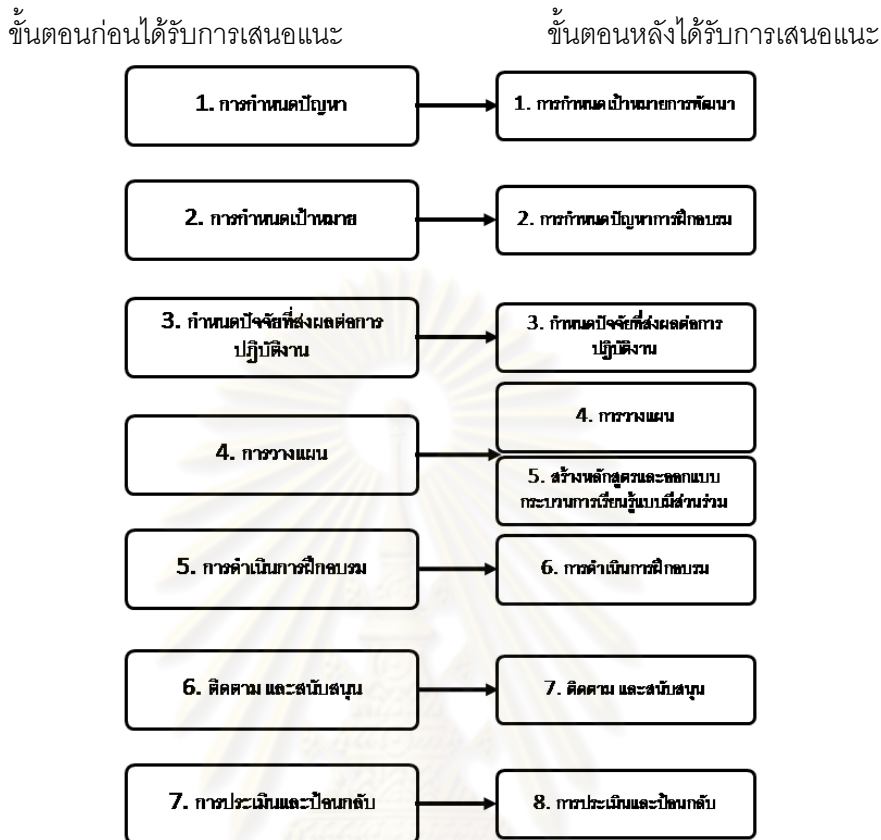 ขั้นตอนก่อนได้รับการเสนอแนะ
ขั้นตอนหลังได้รับการเสนอแนะ
1. การกำหนดปัญหา
1. การกำหนดเป้าหมายการพัฒนา
2. การกำหนดเป้าหมาย
2. การกำหนดปัญหาการฝึกอบรม
3. กำหนดปัจจัยที่ส่งผลต่อการ
ปฏิบัติงาน
3. กำหนดปัจจัยที่ส่งผลต่อการ
ปฏิบัติงาน
4. การวางแผน
4. การวางแผน
5. สร้างหลักสูตรและออกแบบ
กระบวนการเรียนรู้แบบมีส่วนร่วม
5. การดำเนินการฝึกอบรม
6. การดำเนินการฝึกอบรม
6. ติดตาม และสนับสนุน
7. ติดตาม และสนับสนุน
7. การประเมินและป้อนกลับ
8. การประเมินและป้อนกลับ